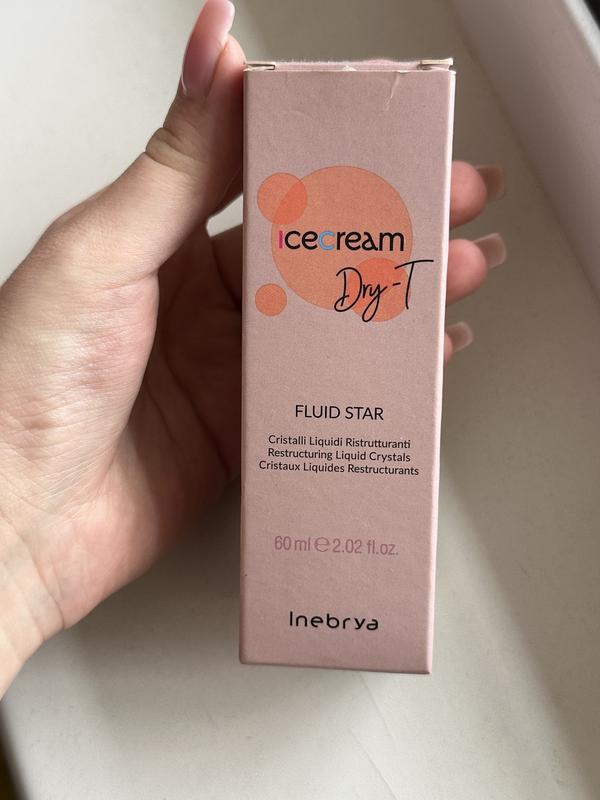 Icecream
Dry-T
FLUID STAR
Cristalli Liquidi Ristrutturanti
Restructuring Liquid Crystals
Cristaux Liquides Restructurants
60 ml ℮ 2.02 fl.oz.
Inebrya